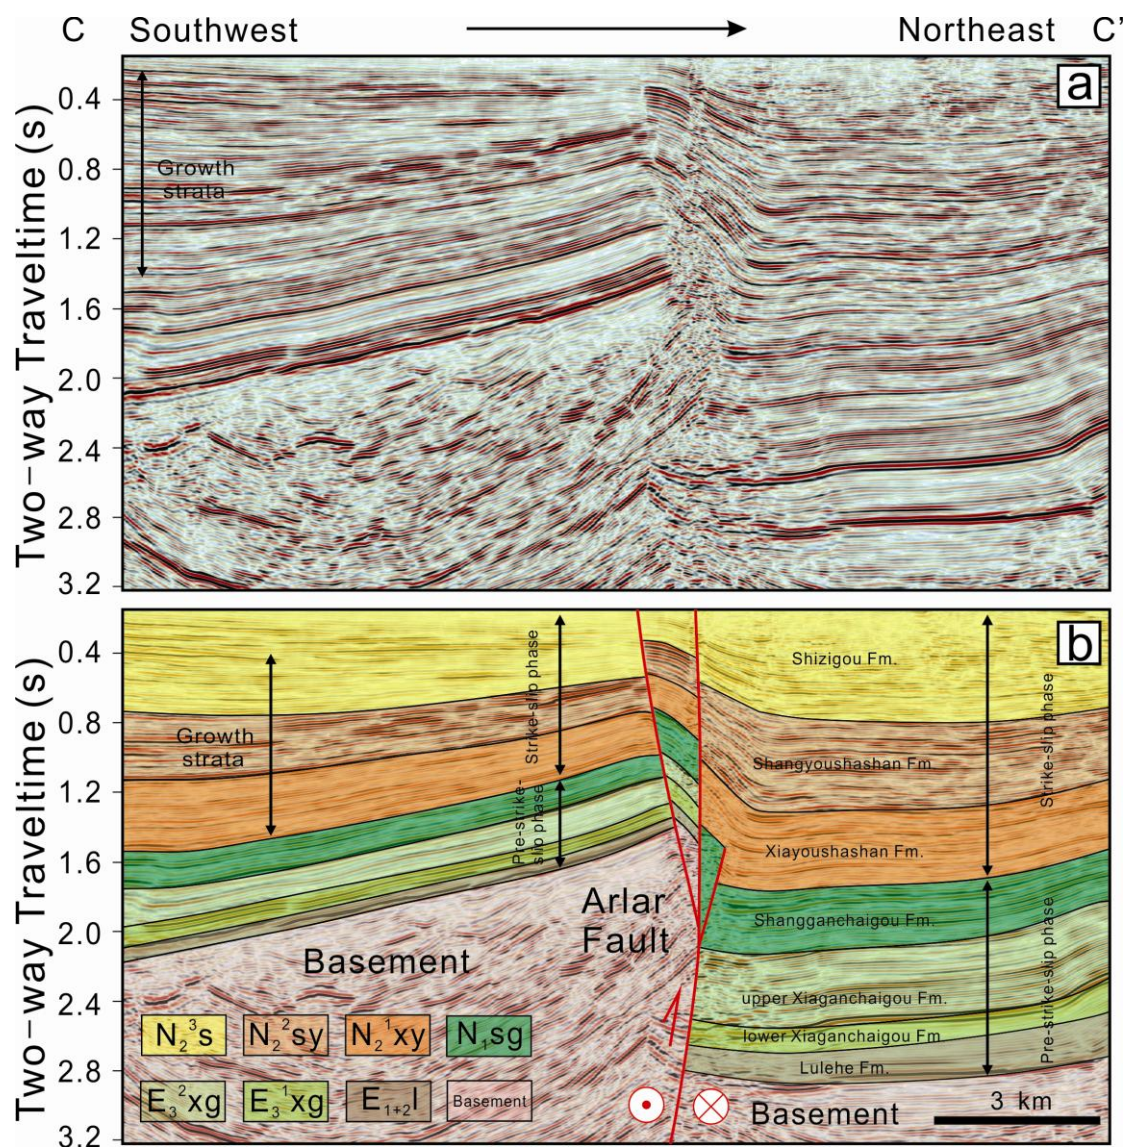 C Southwest Northeast C'
a
Two-way Traveltime (s)
0.4
0.8
1.2
1.6
2.0
2.4
2.8
3.2
Growth
strata
b
Two-way Traveltime (s)
0.4
0.8
1.2
1.6
2.0
2.4
2.8
3.2
Growth
strata
Strike-slip phase
Pre-strike-
slip phase
Shizigou Fm.
Shangyoushashan Fm.
Xiayoushashan Fm.
Shangganchaigou Fm.
upper Xiaganchaigou Fm.
lower Xiaganchaigou Fm.
Lulehe Fm.
Strike-slip phase
Pre-strike-slip phase
Arlar
Fault
Basement
N₂³s N₂²sy N₂¹xy N₁sg
E₃²xg E₃¹xg E₁₊₂l Basement
Basement
3 km